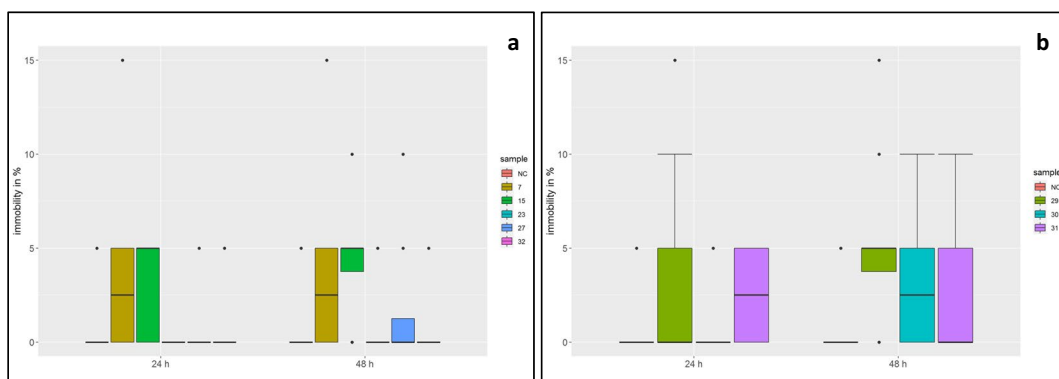 a
15
10
5
0
immobility in %
24 h
48 h
sample
NC
7
15
23
27
32
b
15
10
5
0
immobility in %
24 h
48 h
sample
NC
29
30
31